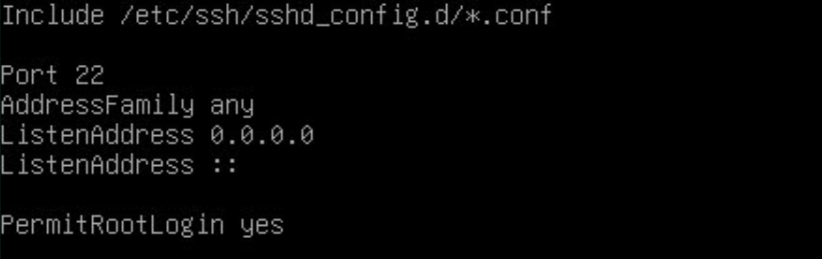 Include /etc/ssh/sshd_config.d/*.conf
Port 22
AddressFamily any
ListenAddress 0.0.0.0
ListenAddress ::
PermitRootLogin yes